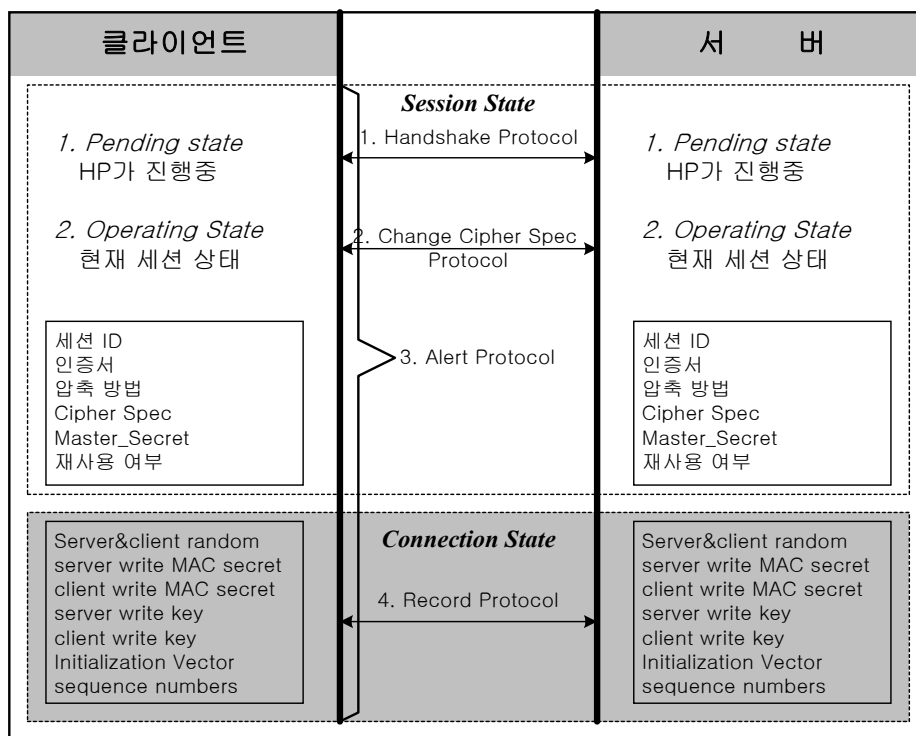 클라이언트
서 버
Session State
1. Pending state
HP가 진행중
2. Operating State
현재 세션 상태
세션 ID
인증서
압축 방법
Cipher Spec
Master_Secret
재사용 여부
1. Handshake Protocol
2. Change Cipher Spec
Protocol
3. Alert Protocol
1. Pending state
HP가 진행중
2. Operating State
현재 세션 상태
세션 ID
인증서
압축 방법
Cipher Spec
Master_Secret
재사용 여부
Server&client random
server write MAC secret
client write MAC secret
server write key
client write key
Initialization Vector
sequence numbers
Connection State
4. Record Protocol
Server&client random
server write MAC secret
client write MAC secret
server write key
client write key
Initialization Vector
sequence numbers